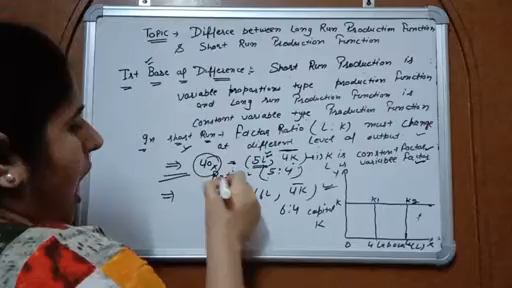 TOPIC → Differce between Long Run Production Function
& Short Run Production Function
Ist Base of Difference: Short Run Production is
variable proportions type production function
and Long run Production Function is
constant variable type Production Function
In short Run → Factor Ratio (L:K) must change
at different level of output
⇒ 40x = (5L, 4K) → (i) K is constant factor
variable factor
(5:4)
⇒ (6L, 4K)
6:4 capital
K
Y
K K1 K2
O 4 Labour (L) X